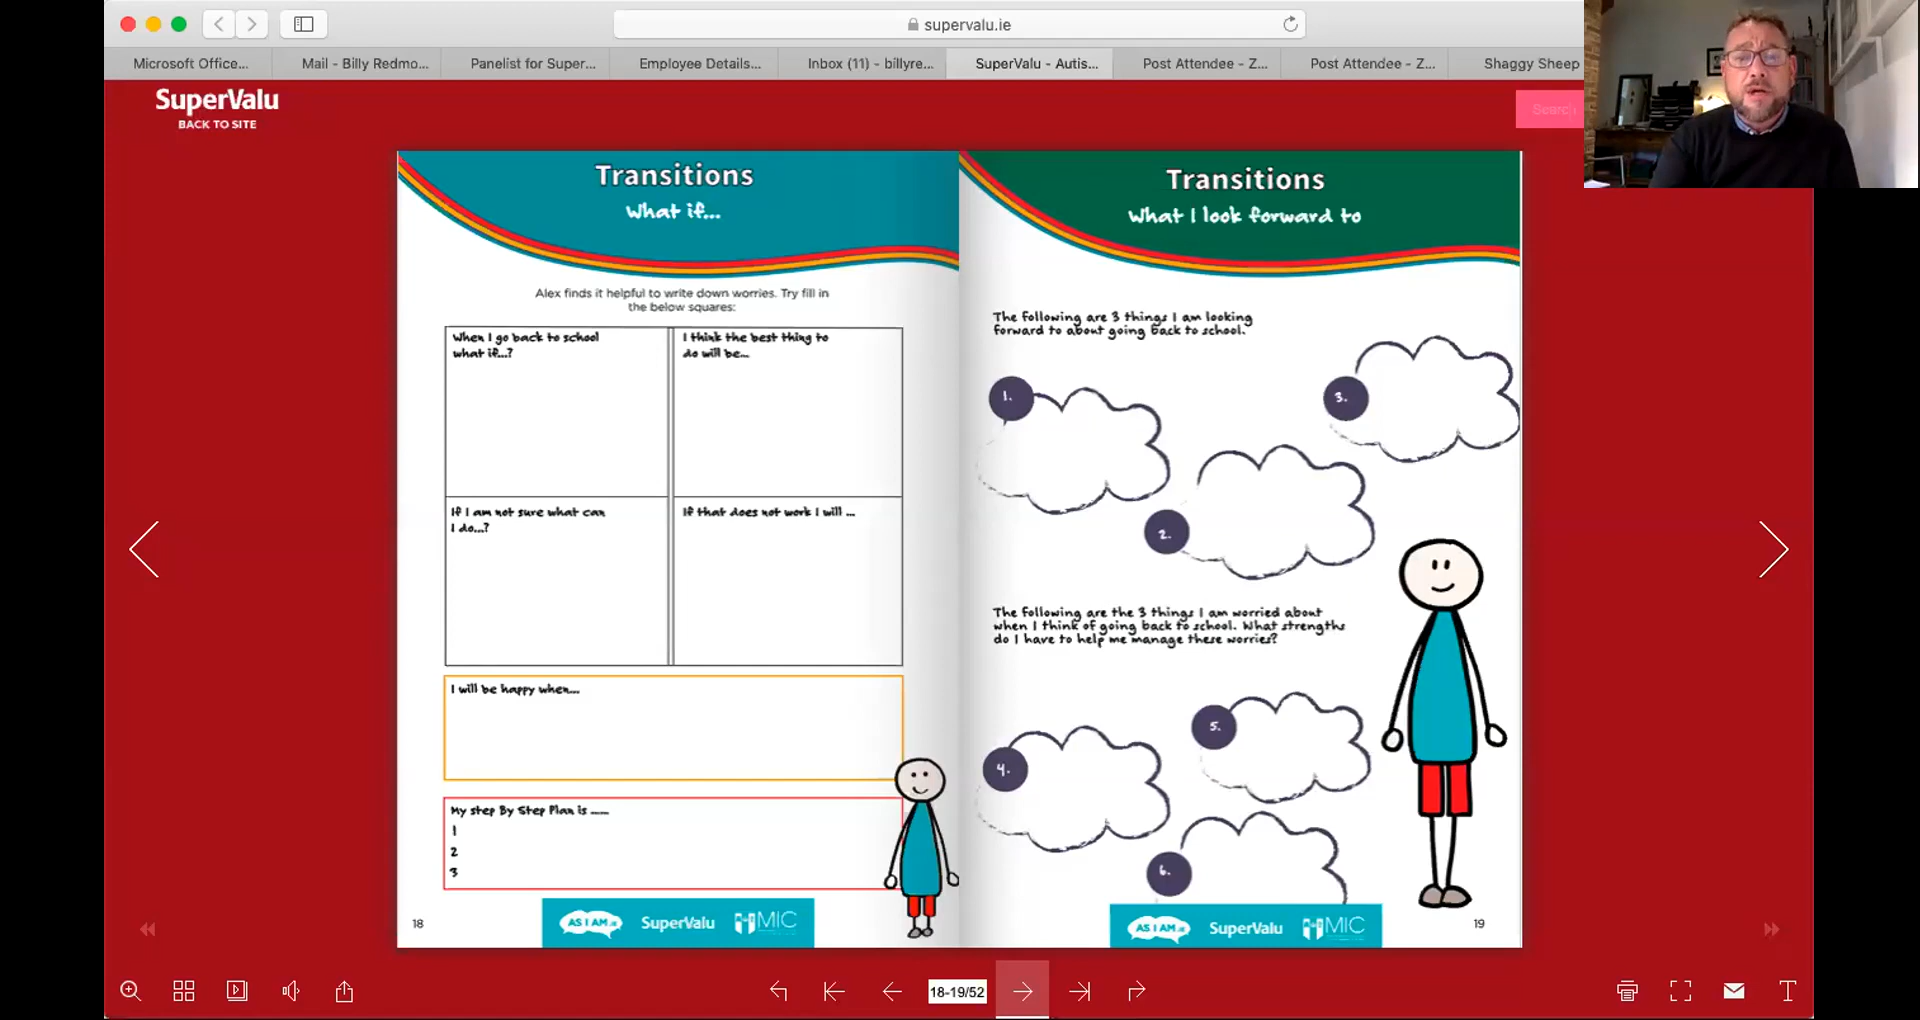 supervalu.ie
Microsoft Office...
Mail - Billy Redmo...
Panelist for Super...
Employee Details...
Inbox (11) - billyre...
SuperValu - Autis...
Post Attendee - Z...
Post Attendee - Z...
Shaggy Sheep
SuperValu
BACK TO SITE
Search
Transitions
What if...
Alex finds it helpful to write down worries. Try fill in
the below squares:
When I go back to school
what if...?
I think the best thing to
do will be...
If I am not sure what can
I do...?
If that does not work I will ...
I will be happy when...
My step By Step Plan is ......
1
2
3
18
AS I AM.ie
SuperValu
MIC
Transitions
What I look forward to
The following are 3 things I am looking
forward to about going back to school.
1.
2.
3.
The following are the 3 things I am worried about
when I think of going back to school. What strengths
do I have to help me manage these worries?
4.
5.
6.
AS I AM.ie
SuperValu
MIC
19
18-19/52